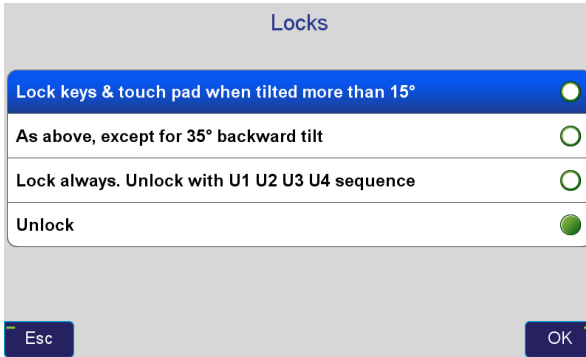 Locks
Lock keys & touch pad when tilted more than 15°
As above, except for 35° backward tilt
Lock always. Unlock with U1 U2 U3 U4 sequence
Unlock
Esc
OK